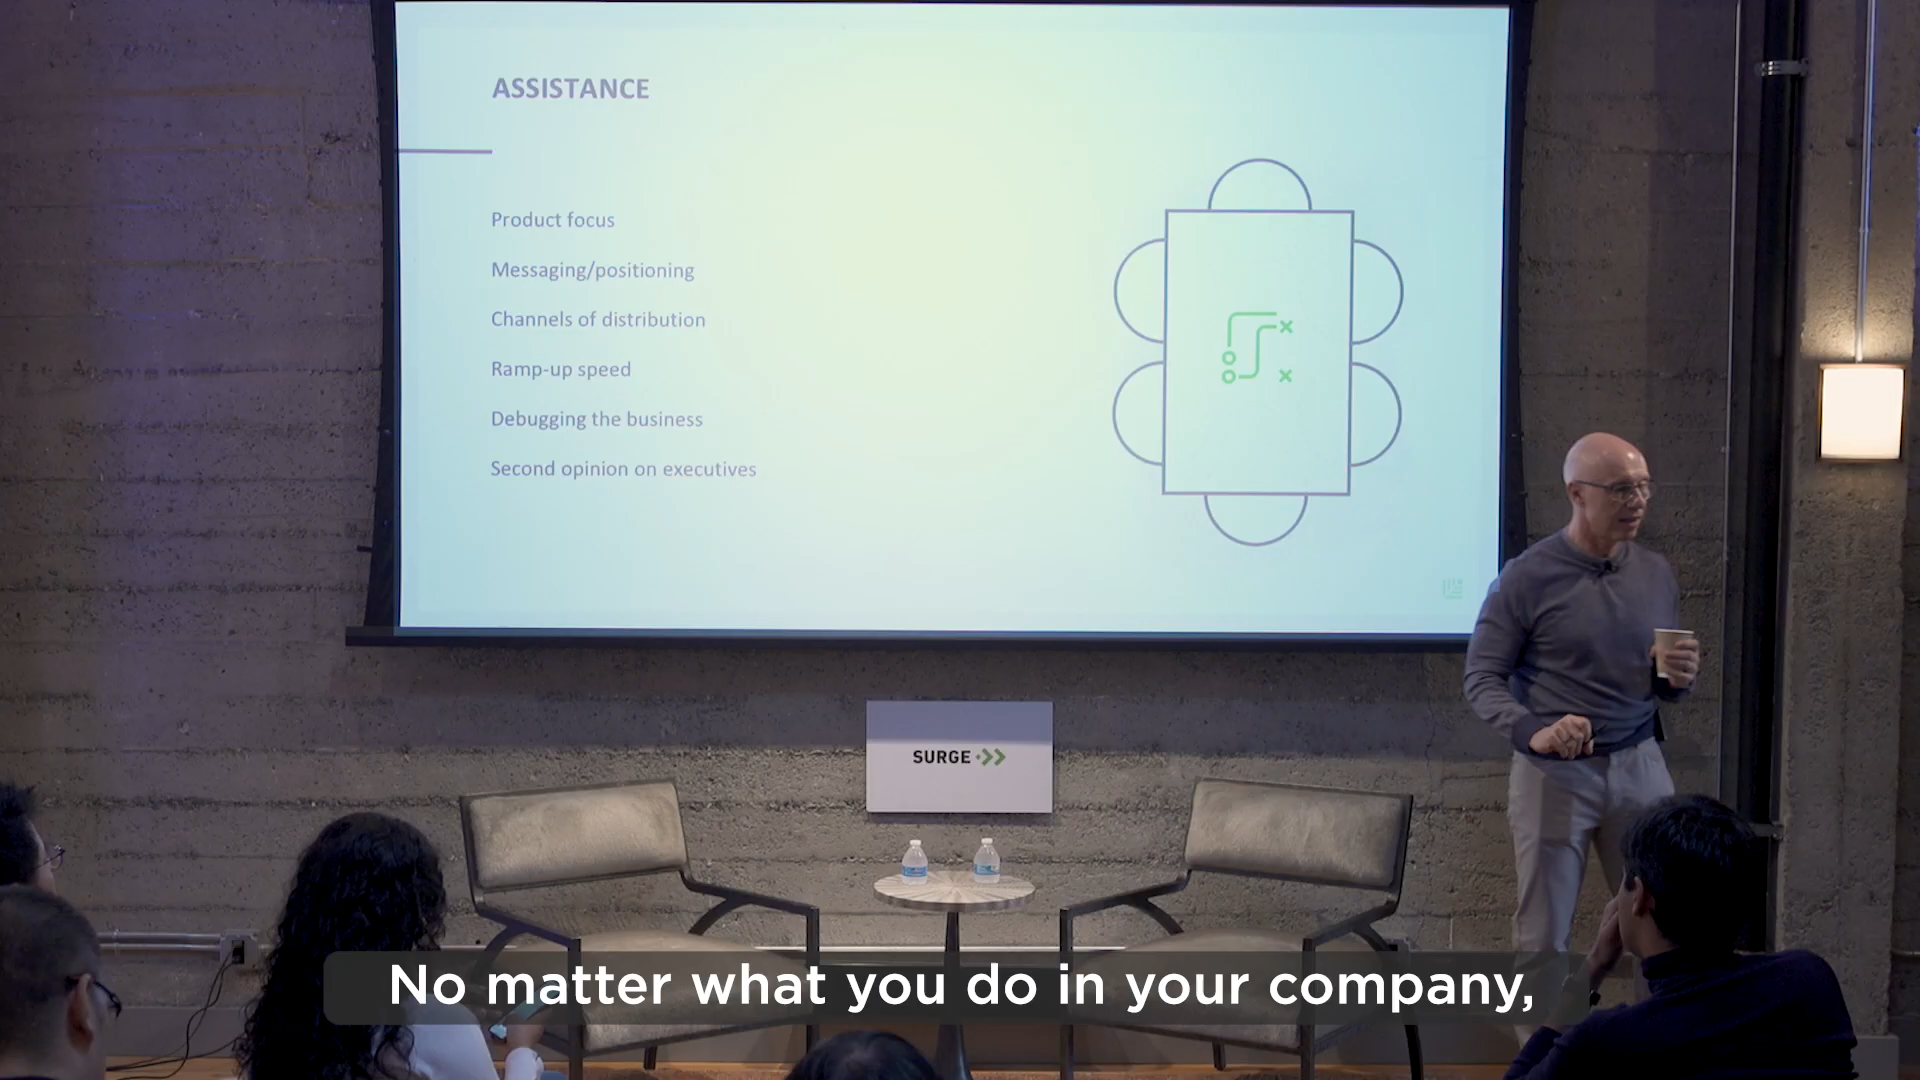 ASSISTANCE
Product focus
Messaging/positioning
Channels of distribution
Ramp-up speed
Debugging the business
Second opinion on executives
SURGE
No matter what you do in your company,